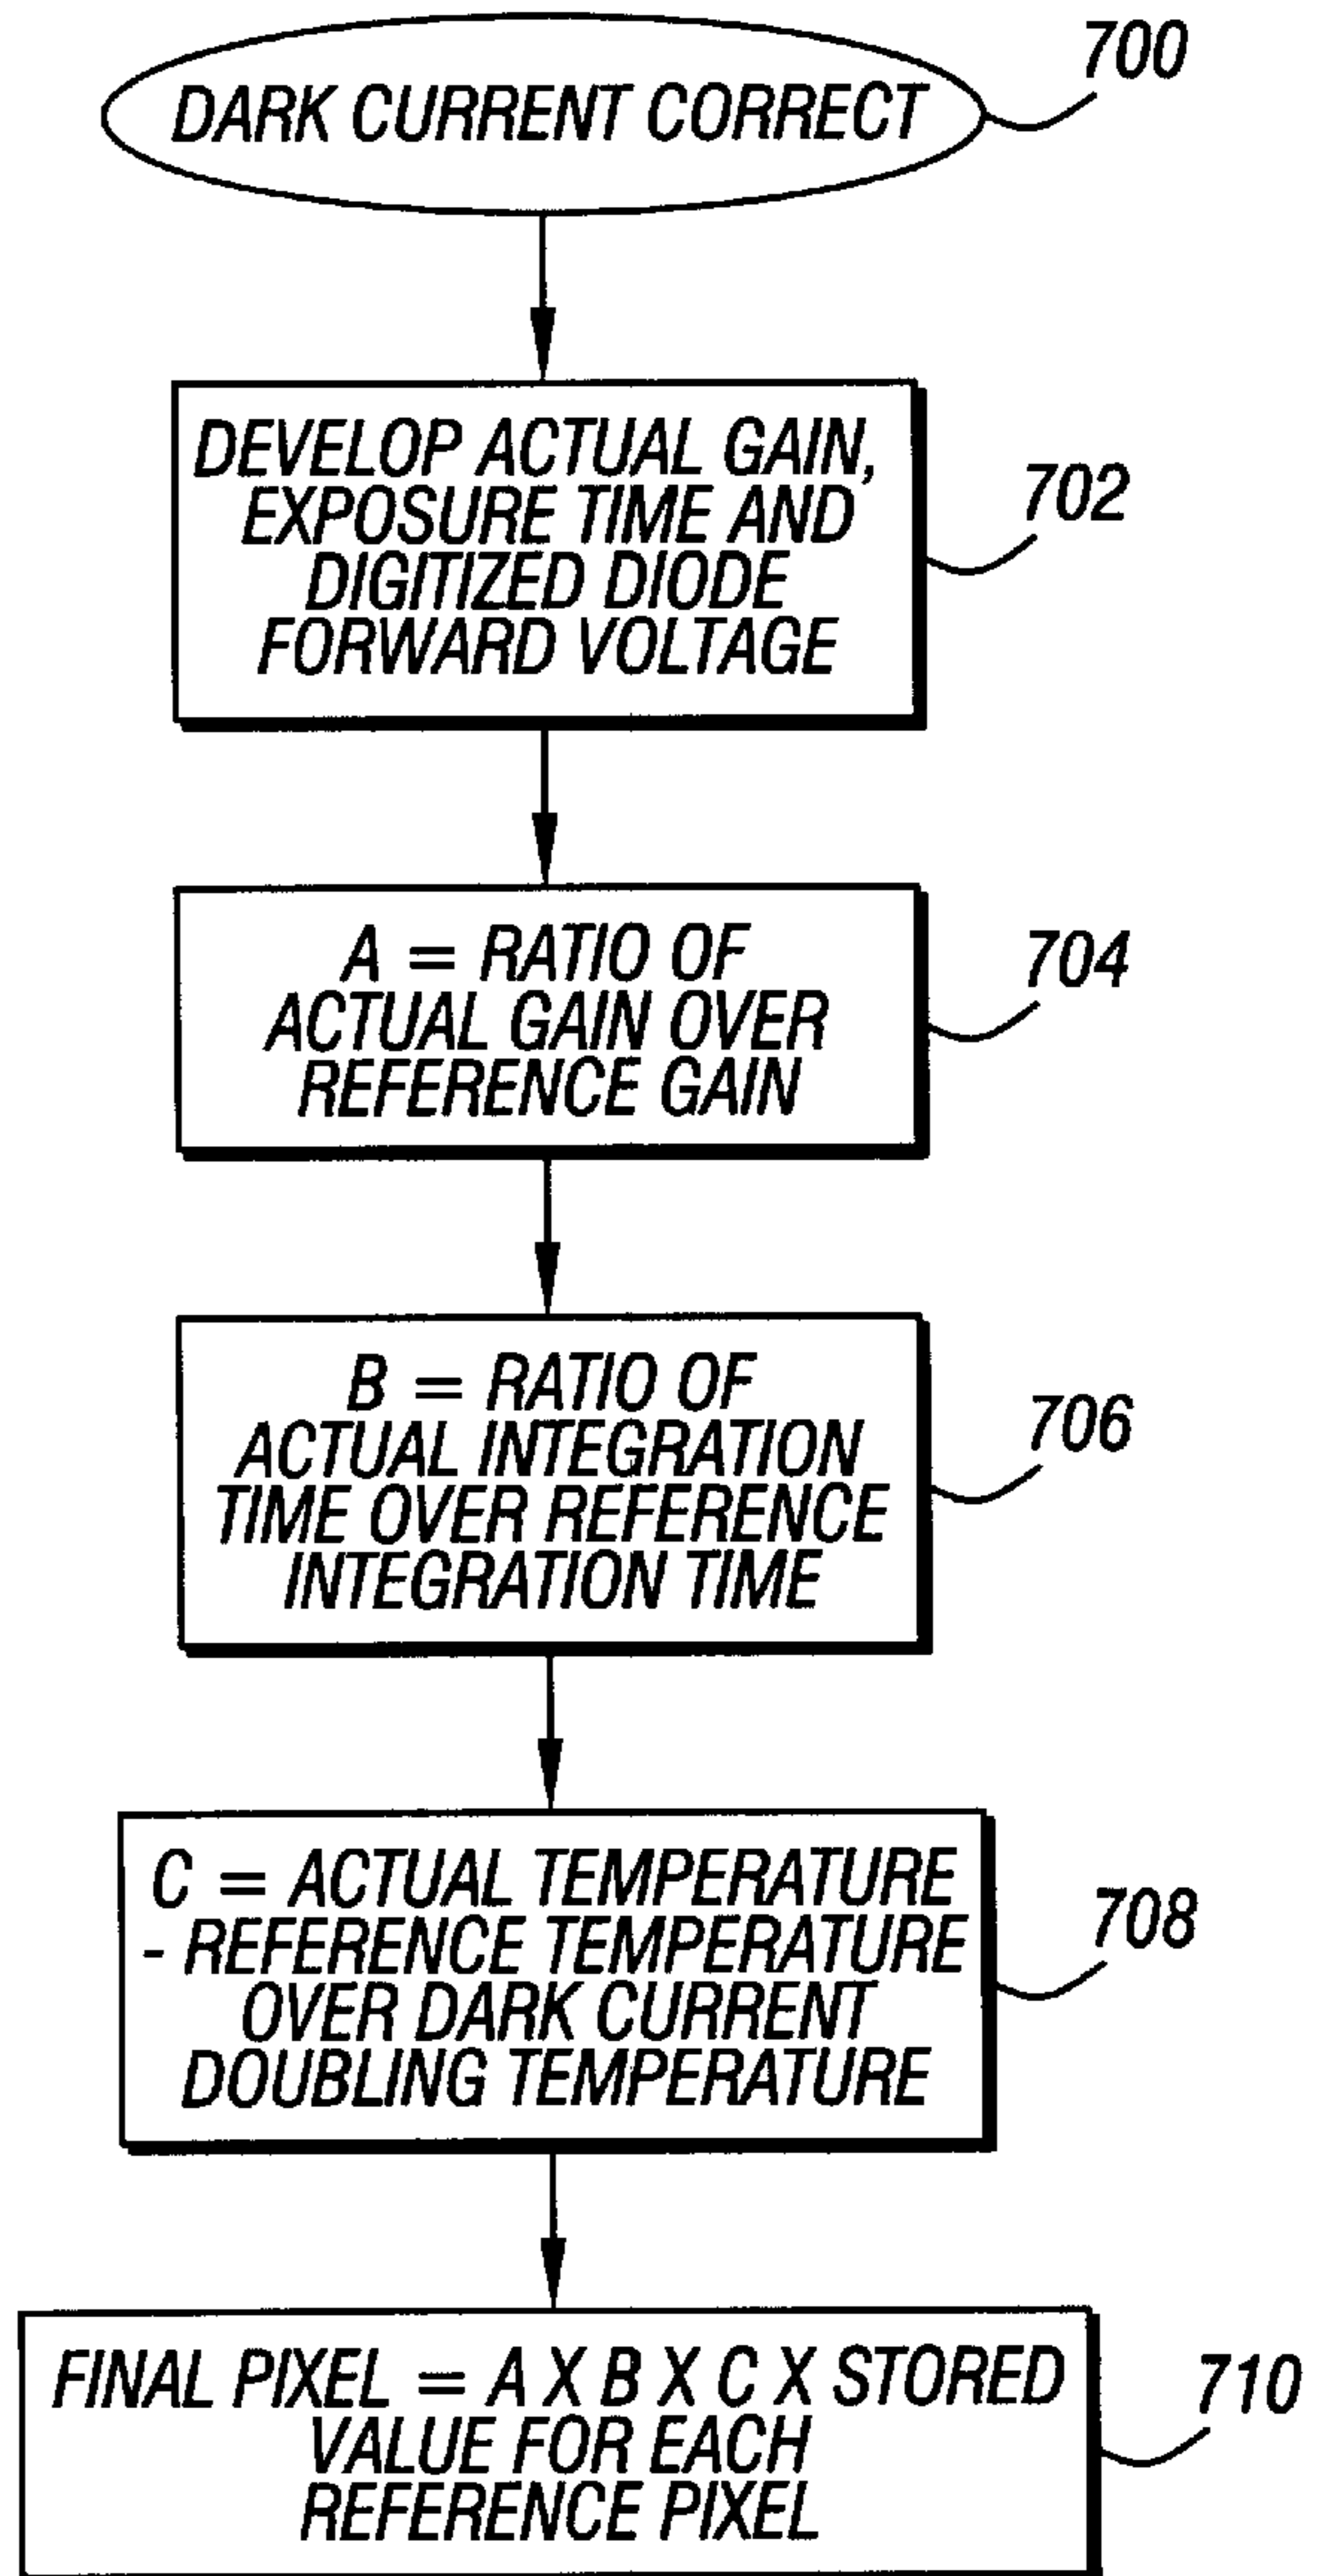 DARK CURRENT CORRECT
700
DEVELOP ACTUAL GAIN,
EXPOSURE TIME AND
DIGITIZED DIODE
FORWARD VOLTAGE
702
A = RATIO OF
ACTUAL GAIN OVER
REFERENCE GAIN
704
B = RATIO OF
ACTUAL INTEGRATION
TIME OVER REFERENCE
INTEGRATION TIME
706
C = ACTUAL TEMPERATURE
- REFERENCE TEMPERATURE
OVER DARK CURRENT
DOUBLING TEMPERATURE
708
FINAL PIXEL = A X B X C X STORED
VALUE FOR EACH
REFERENCE PIXEL
710